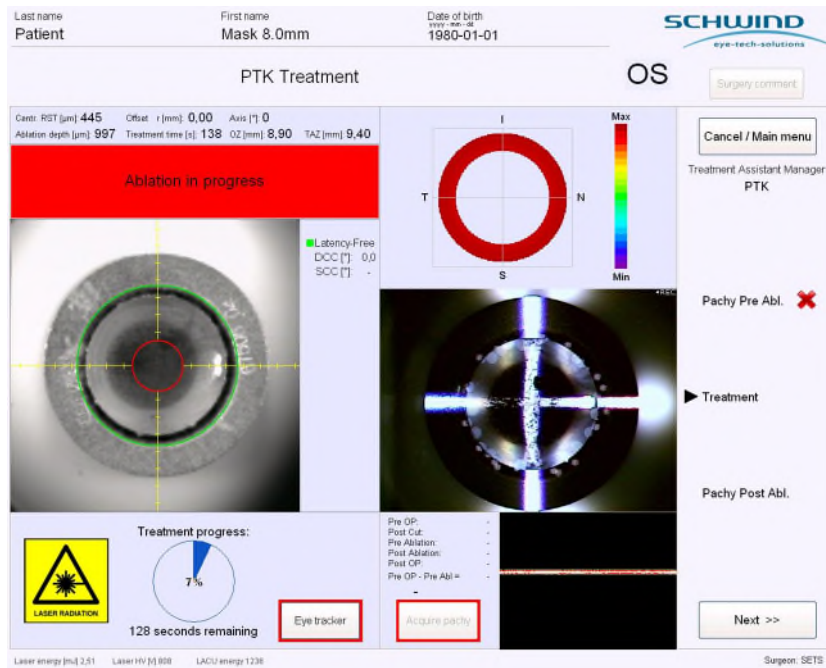 Last name First name Date of birth
yyyy - mm - dd
Patient Mask 8.0mm 1980-01-01
SCHWIND
eye-tech-solutions
PTK Treatment OS Surgery comment
Centr. RST [µm] 445 Offset r [mm]: 0,00 Axis [°] 0
Ablation depth [µm]: 997 Treatment time [s]: 138 OZ [mm]: 8,90 TAZ [mm] 9,40
Ablation in progress
Latency-Free
DCC [°]: 0,0
SCC [°]: -
I
T N
S
Max
Min
REC
Cancel / Main menu
Treatment Assistant Manager
PTK
Pachy Pre Abl.
Treatment
Pachy Post Abl.
Treatment progress:
7 %
128 seconds remaining
LASER RADIATION
Eye tracker
Pre OP: -
Post Cut: -
Pre Ablation: -
Post Ablation: -
Post OP: -
Pre OP - Pre Abl = -
-
Acquire pachy
Next >>
Laser energy [mJ] 2,51 Laser HV [V] 808 LACU energy 1236 Surgeon: SETS